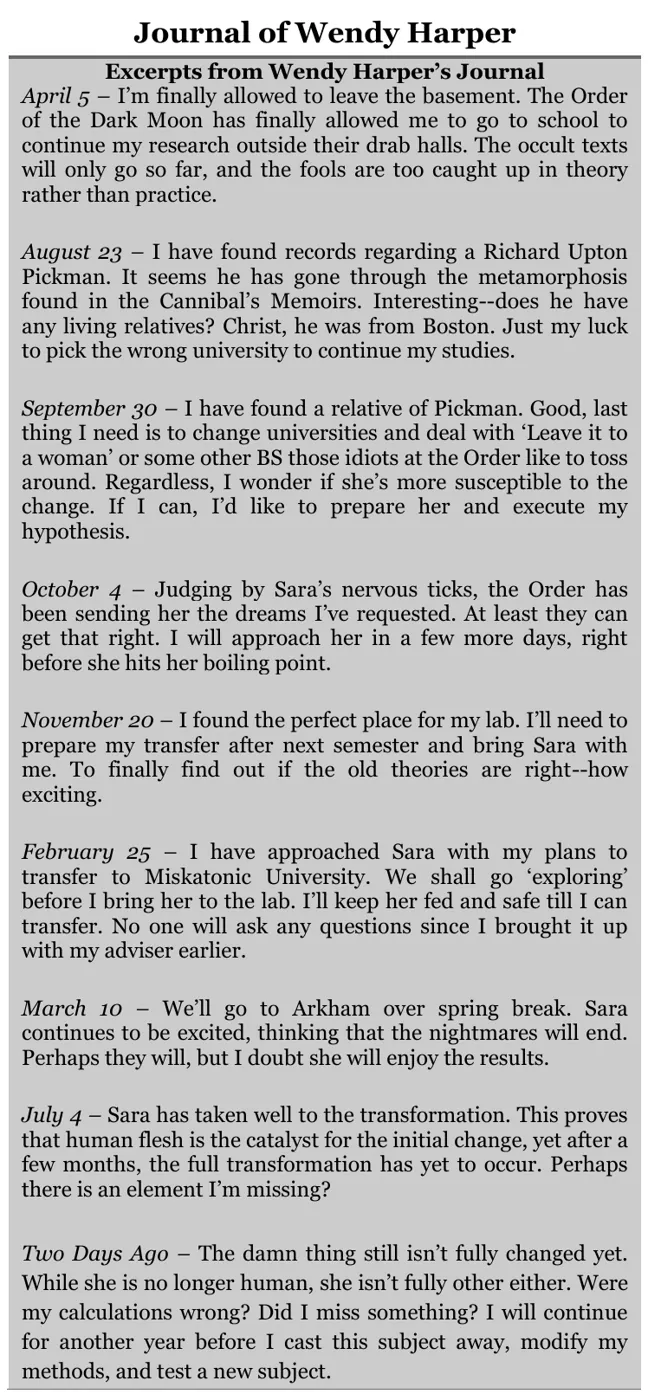 Journal of Wendy Harper
Excerpts from Wendy Harper’s Journal
April 5 – I’m finally allowed to leave the basement. The Order
of the Dark Moon has finally allowed me to go to school to
continue my research outside their drab halls. The occult texts
will only go so far, and the fools are too caught up in theory
rather than practice.
August 23 – I have found records regarding a Richard Upton
Pickman. It seems he has gone through the metamorphosis
found in the Cannibal’s Memoirs. Interesting--does he have
any living relatives? Christ, he was from Boston. Just my luck
to pick the wrong university to continue my studies.
September 30 – I have found a relative of Pickman. Good, last
thing I need is to change universities and deal with ‘Leave it to
a woman’ or some other BS those idiots at the Order like to toss
around. Regardless, I wonder if she’s more susceptible to the
change. If I can, I’d like to prepare her and execute my
hypothesis.
October 4 – Judging by Sara’s nervous ticks, the Order has
been sending her the dreams I’ve requested. At least they can
get that right. I will approach her in a few more days, right
before she hits her boiling point.
November 20 – I found the perfect place for my lab. I’ll need to
prepare my transfer after next semester and bring Sara with
me. To finally find out if the old theories are right--how
exciting.
February 25 – I have approached Sara with my plans to
transfer to Miskatonic University. We shall go ‘exploring’
before I bring her to the lab. I’ll keep her fed and safe till I can
transfer. No one will ask any questions since I brought it up
with my adviser earlier.
March 10 – We’ll go to Arkham over spring break. Sara
continues to be excited, thinking that the nightmares will end.
Perhaps they will, but I doubt she will enjoy the results.
July 4 – Sara has taken well to the transformation. This proves
that human flesh is the catalyst for the initial change, yet after a
few months, the full transformation has yet to occur. Perhaps
there is an element I’m missing?
Two Days Ago – The damn thing still isn’t fully changed yet.
While she is no longer human, she isn’t fully other either. Were
my calculations wrong? Did I miss something? I will continue
for another year before I cast this subject away, modify my
methods, and test a new subject.